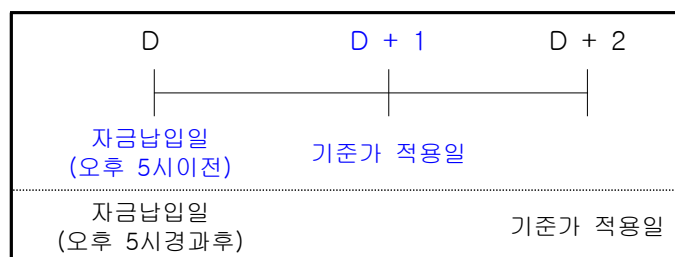 D D + 1 D + 2
자금납입일
(오후 5시이전)
기준가 적용일
자금납입일
(오후 5시경과후)
기준가 적용일